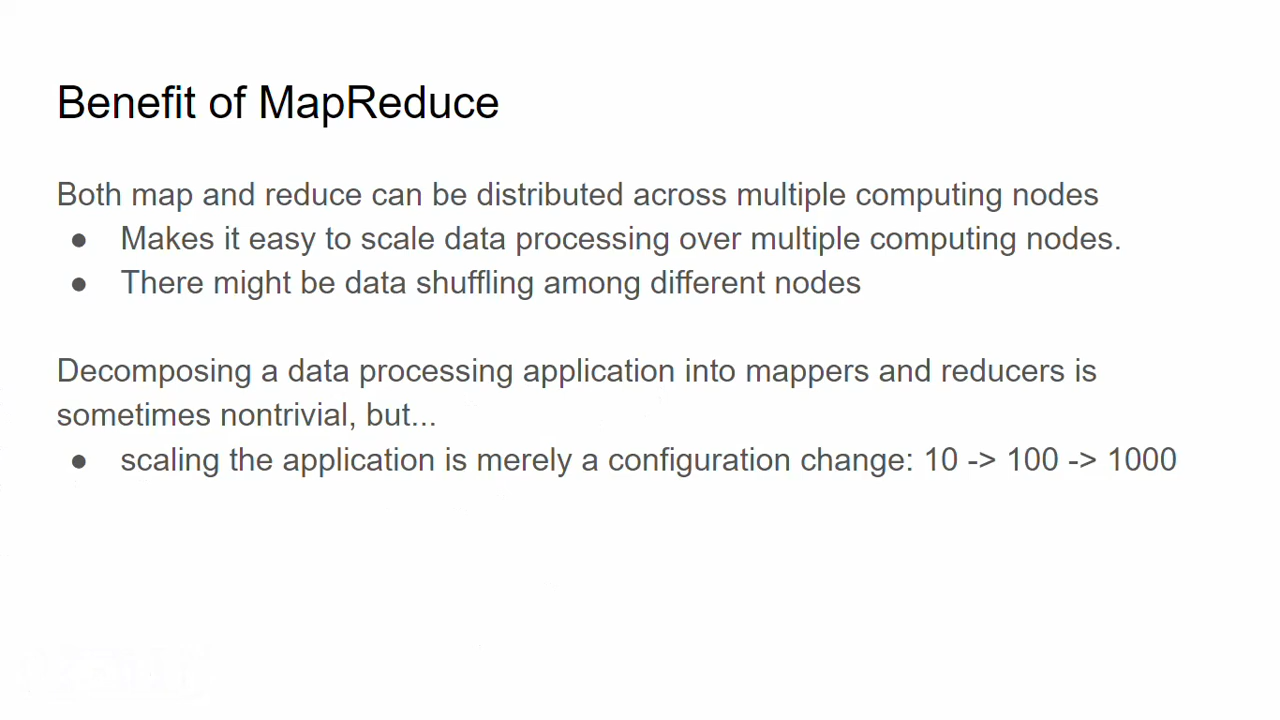 Benefit of MapReduce
Both map and reduce can be distributed across multiple computing nodes
● Makes it easy to scale data processing over multiple computing nodes.
● There might be data shuffling among different nodes
Decomposing a data processing application into mappers and reducers is
sometimes nontrivial, but...
● scaling the application is merely a configuration change: 10 -> 100 -> 1000